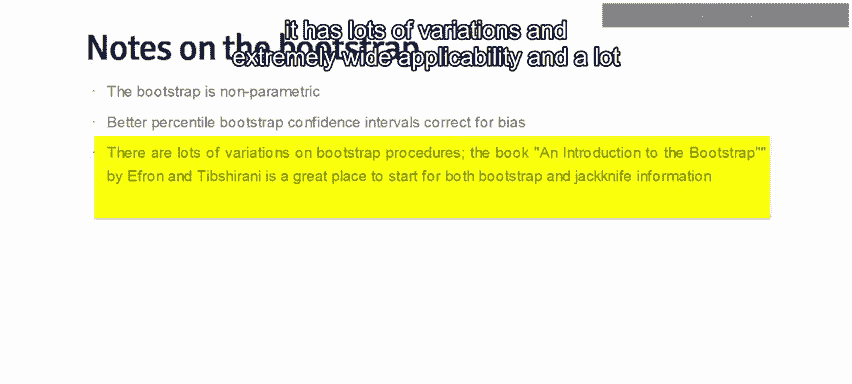 it has lots of variations and
Notes on the bootstrap
extremely wide applicability and a lot
· The bootstrap is non-parametric
· Better percentile bootstrap confidence intervals correct for bias
· There are lots of variations on bootstrap procedures; the book "An Introduction to the Bootstrap""
by Efron and Tibshirani is a great place to start for both bootstrap and jackknife information